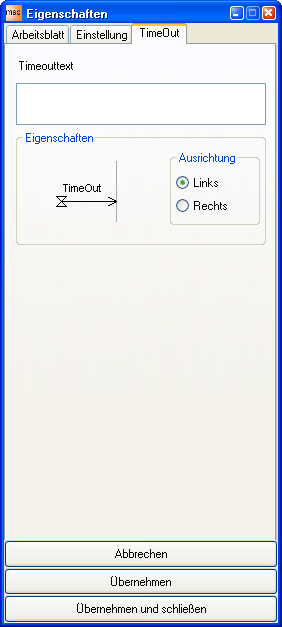 msc Eigenschaften
Arbeitsblatt Einstellung TimeOut
Timeouttext
Eigenschaften
Ausrichtung
TimeOut
Links
Rechts
Abbrechen
Übernehmen
Übernehmen und schließen